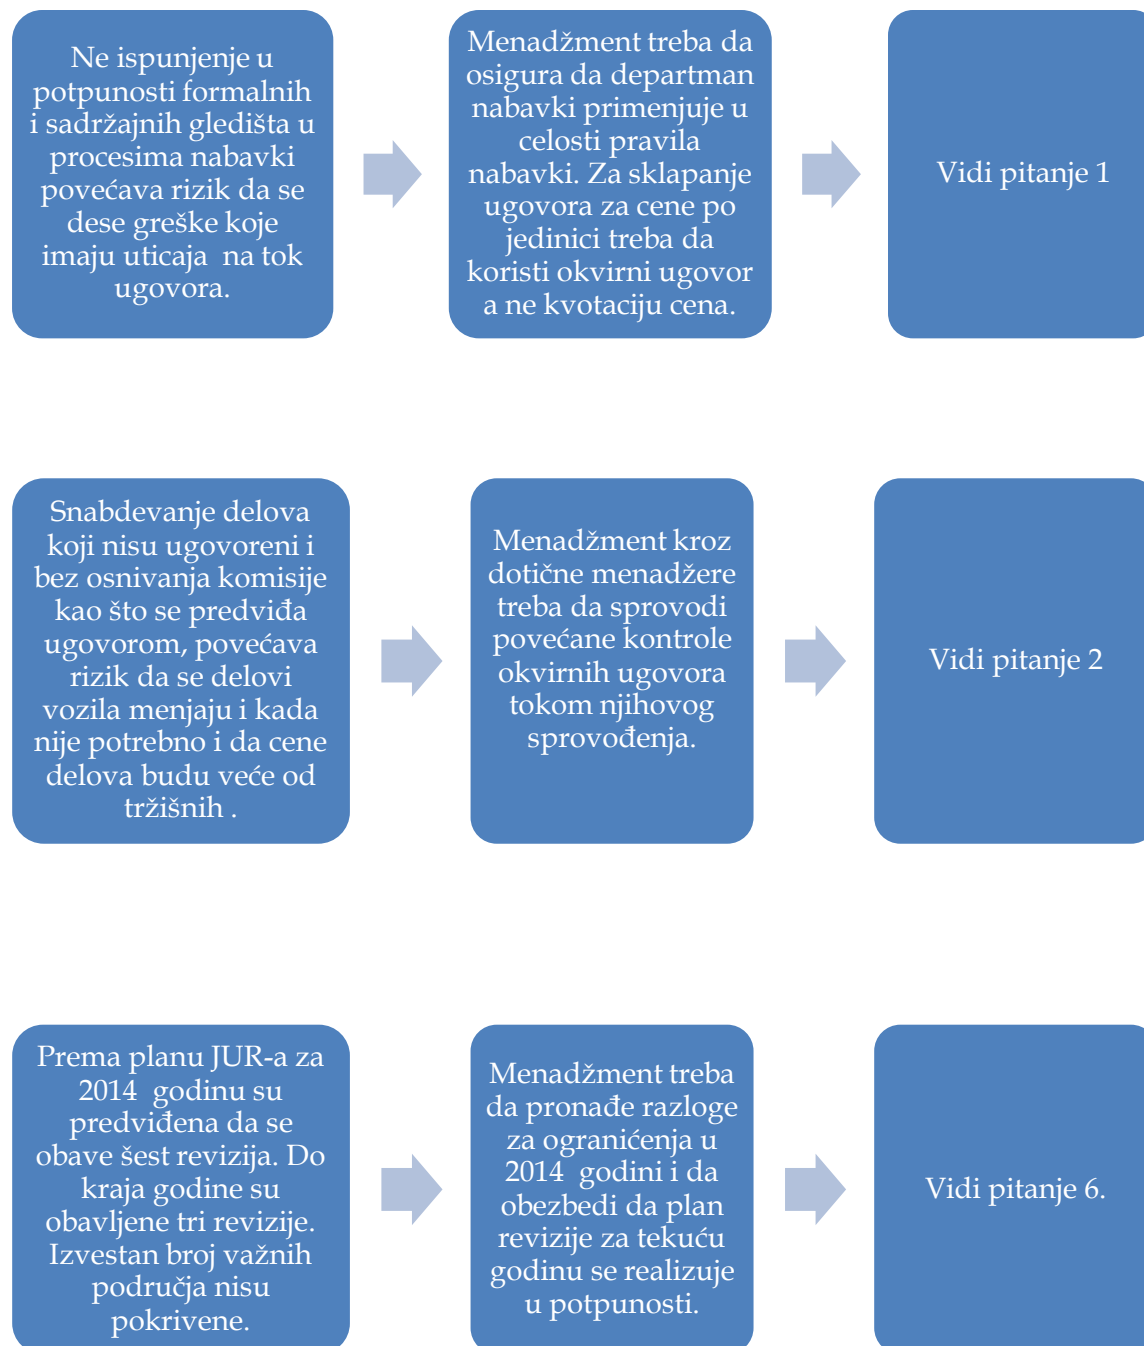 Ne ispunjenje u
potpunosti formalnih
i sadržajnih gledišta u
procesima nabavki
povećava rizik da se
dese greške koje
imaju uticaja  na tok
ugovora.
Menadžment treba da
osigura da departman
nabavki primenjuje u
celosti pravila
nabavki. Za sklapanje
ugovora za cene po
jedinici treba da
koristi okvirni ugovor
a ne kvotaciju cena.
Vidi pitanje 1
Snabdevanje delova
koji nisu ugovoreni i
bez osnivanja komisije
kao što se predviđa
ugovorom, povećava
rizik da se delovi
vozila menjaju i kada
nije potrebno i da cene
delova budu veće od
tržišnih .
Menadžment kroz
dotične menadžere
treba da sprovodi
povećane kontrole
okvirnih ugovora
tokom njihovog
sprovođenja.
Vidi pitanje 2
Prema planu JUR-a za
2014  godinu su
predviđena da se
obave šest revizija. Do
kraja godine su
obavljene tri revizije.
Izvestan broj važnih
područja nisu
pokrivene.
Menadžment treba
da pronađe razloge
za ogranićenja u
2014  godini i da
obezbedi da plan
revizije za tekuću
godinu se realizuje
u potpunosti.
Vidi pitanje 6.